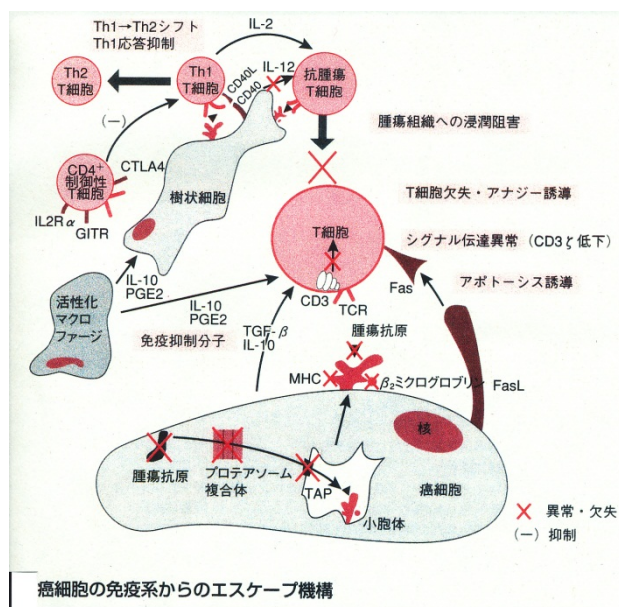 Th1→Th2シフト
Th1応答抑制
IL-2
Th2
T細胞
Th1
T細胞
CD40L
CD40
IL-12
抗腫瘍
T細胞
(－)
腫瘍組織への浸潤阻害
CD4+
制御性
T細胞
CTLA4
IL2Rα
GITR
樹状細胞
T細胞欠失・アナジー誘導
T細胞
シグナル伝達異常（CD3ζ低下）
CD3
TCR
Fas
アポトーシス誘導
IL-10
PGE2
活性化
マクロ
ファージ
IL-10
PGE2
免疫抑制分子
TGF-β
IL-10
腫瘍抗原
MHC
β2ミクログロブリン
FasL
核
腫瘍抗原
プロテアソーム
複合体
TAP
小胞体
癌細胞
× 異常・欠失
(－) 抑制
癌細胞の免疫系からのエスケープ機構